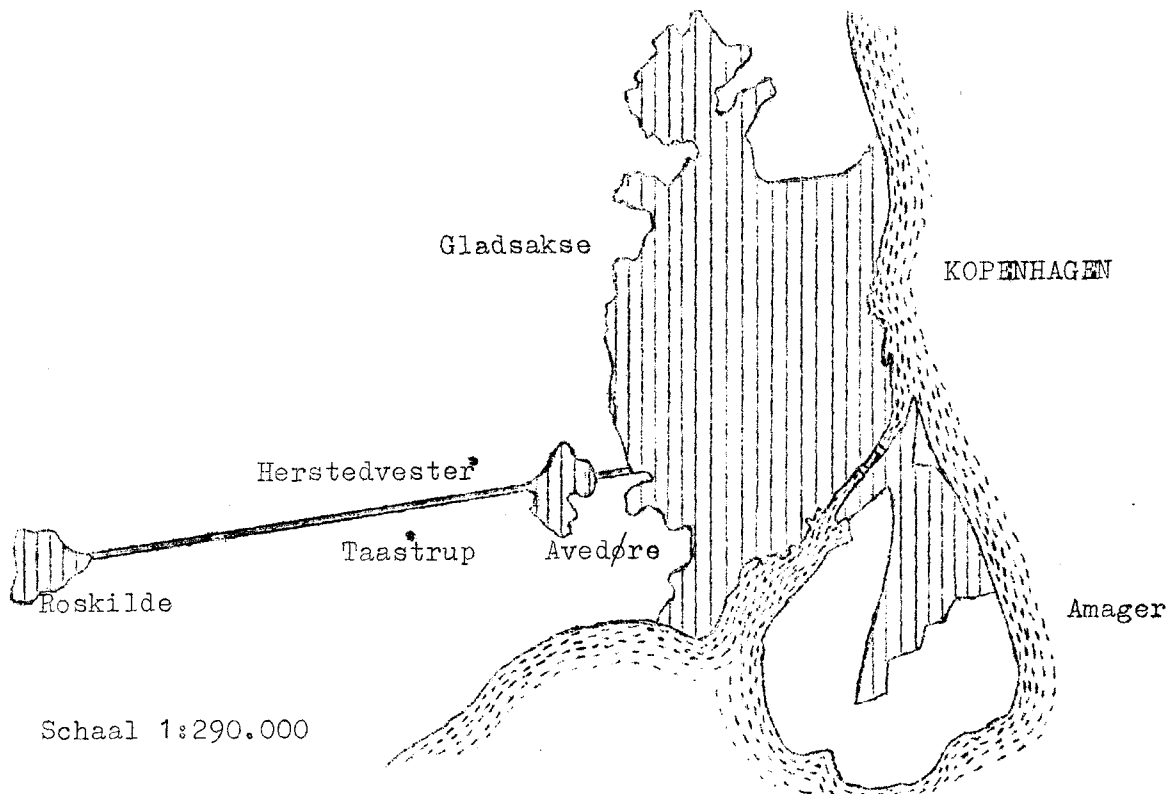 Gladsakse
KOPENHAGEN
Herstedvester
Taastrup
Avedøre
Roskilde
Amager
Schaal 1:290.000